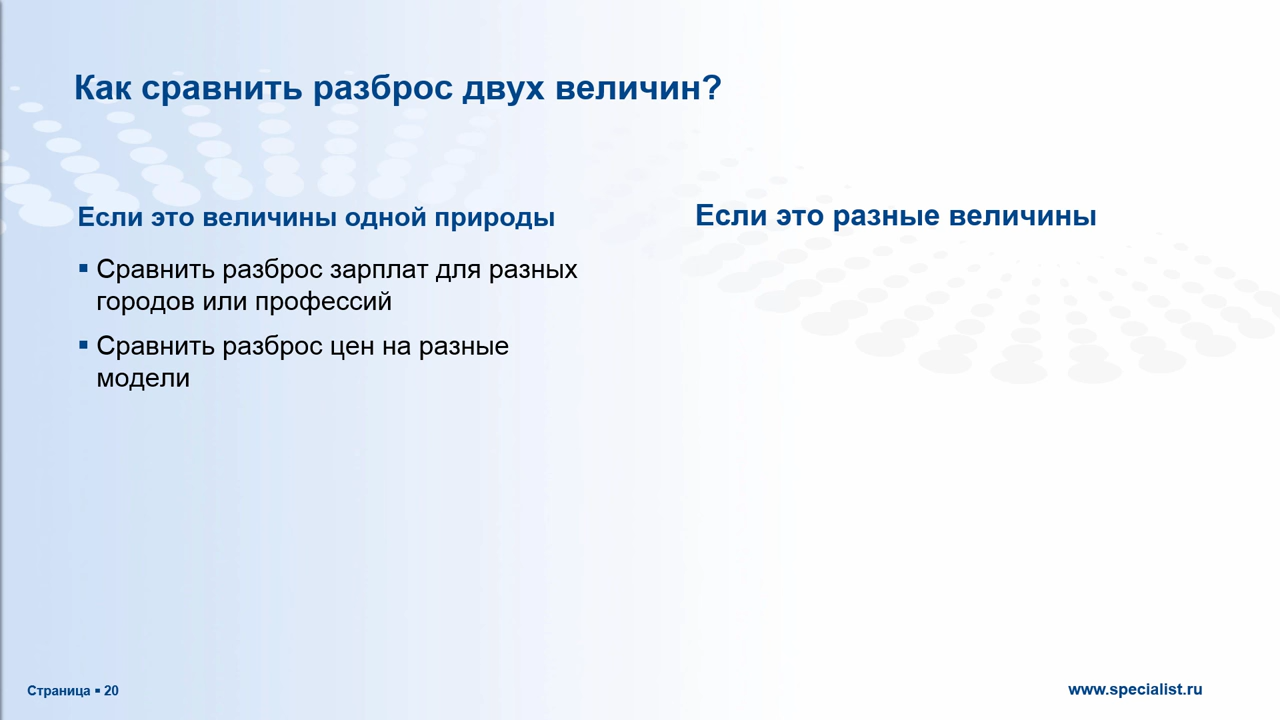 Как сравнить разброс двух величин?
Если это величины одной природы
▪ Сравнить разброс зарплат для разных
городов или профессий
▪ Сравнить разброс цен на разные
модели
Если это разные величины
Страница ▪ 20
www.specialist.ru